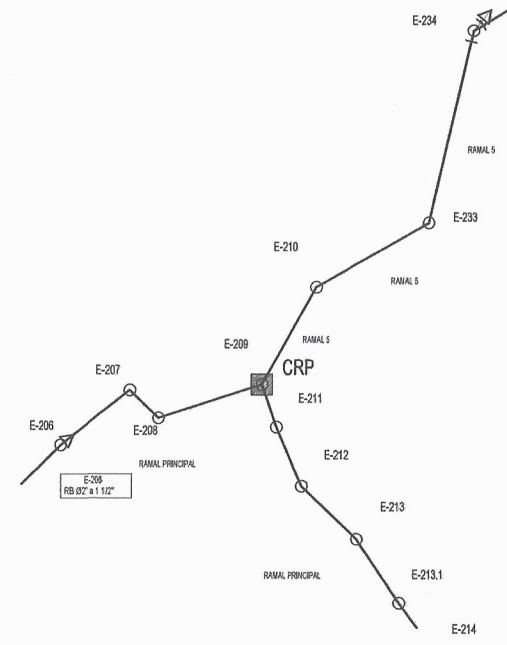 E-234
RAMAL 5
E-233
E-210
RAMAL 5
RAMAL 5
E-209
CRP
E-207
E-211
E-206
E-208
RAMAL PRINCIPAL
E-212
E-206
RB Ø2" a 1 1/2"
E-213
RAMAL PRINCIPAL
E-213.1
E-214